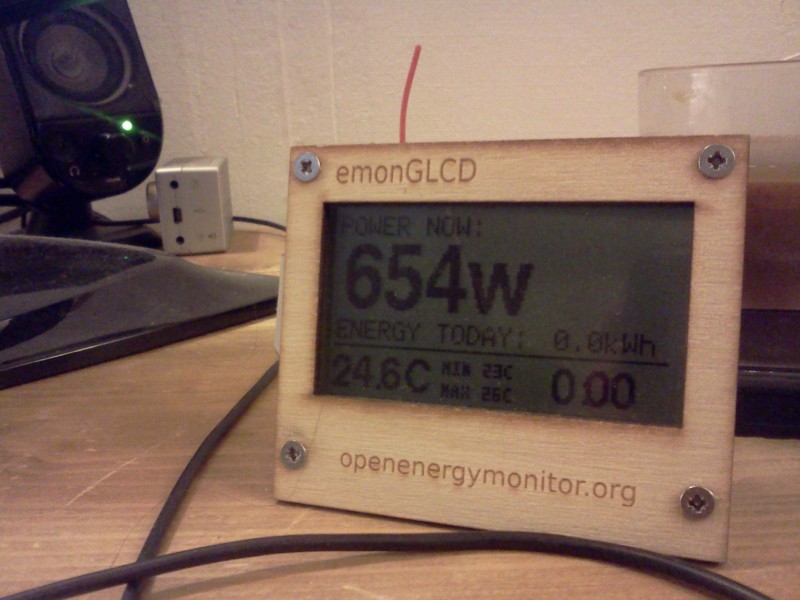 emonGLCD
POWER NOW:
654w
ENERGY TODAY: 0.0kWh
24.6C MIN 23C 0:00
MAX 26C
openenergymonitor.org